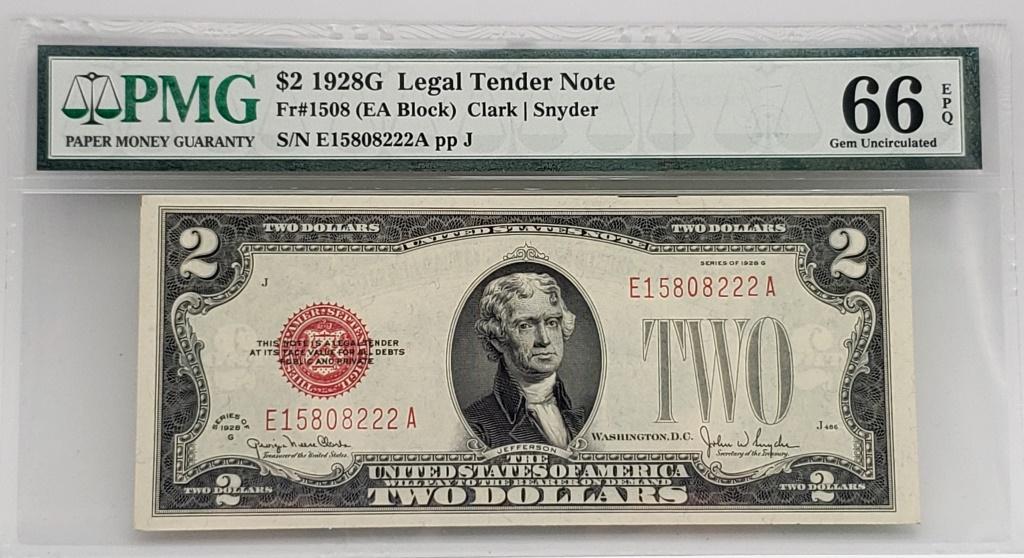 PMG
PAPER MONEY GUARANTY
$2 1928G Legal Tender Note
Fr#1508 (EA Block) Clark | Snyder
S/N E15808222A pp J
66
EPQ
Gem Uncirculated
2
TWO DOLLARS
UNITED STATES NOTE
TWO DOLLARS
2
SERIES OF 1928 G
J
E15808222A
THIS NOTE IS A LEGAL TENDER
AT ITS FACE VALUE FOR ALL DEBTS
PUBLIC AND PRIVATE
TWO
SERIES OF
1928
G
E15808222A
JEFFERSON
WASHINGTON, D.C.
J 486
Treasurer of the United States.
John W Snyder
Secretary of the Treasury.
THE
UNITED STATES OF AMERICA
WILL PAY TO THE BEARER ON DEMAND
TWO DOLLARS
2
TWO DOLLARS
2
TWO DOLLARS